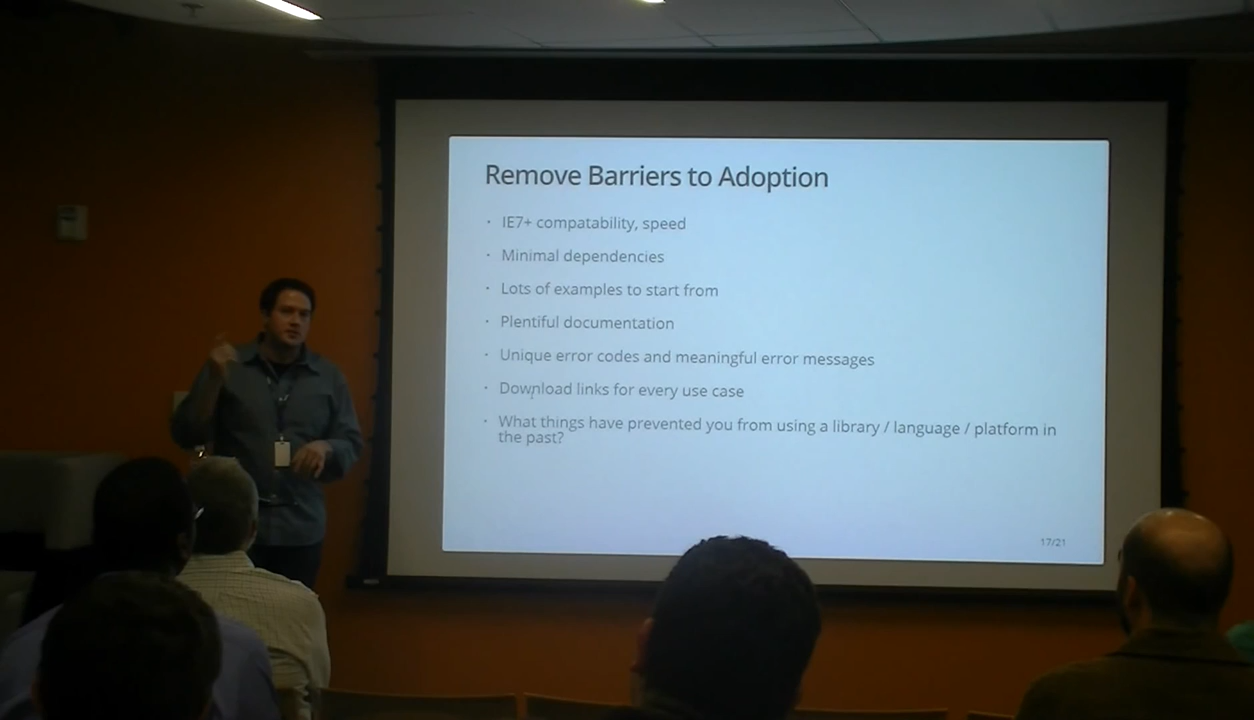 Remove Barriers to Adoption
· IE7+ compatability, speed
· Minimal dependencies
· Lots of examples to start from
· Plentiful documentation
· Unique error codes and meaningful error messages
· Download links for every use case
· What things have prevented you from using a library / language / platform in
the past?
17/21